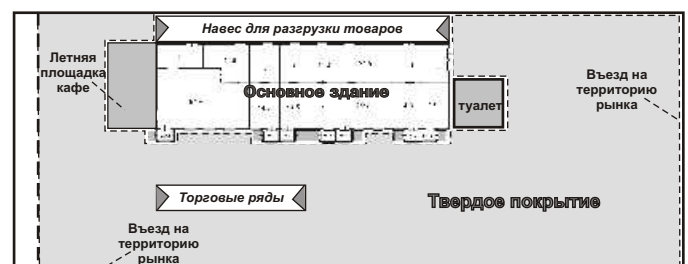 Навес для разгрузки товаров
Летняя
площадка
кафе
Основное здание
туалет
Въезд на
территорию
рынка
Торговые ряды
Твердое покрытие
Въезд на
территорию
рынка